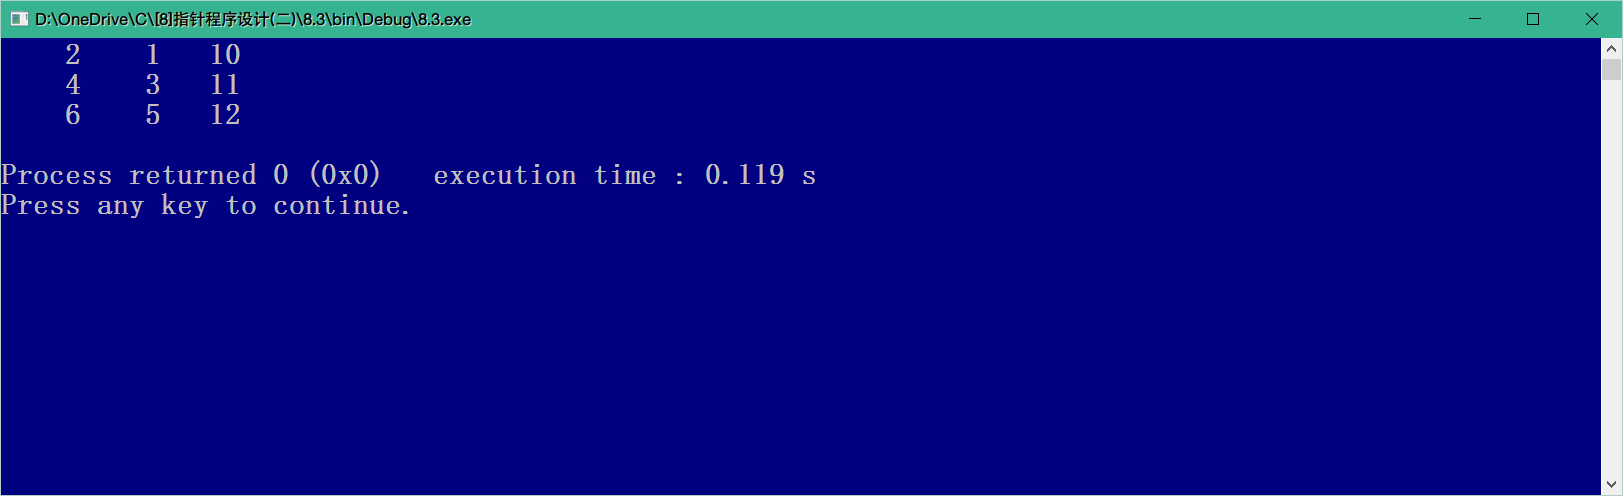 D:\OneDrive\C\[8]指针程序设计(二)\8.3\bin\Debug\8.3.exe
2 1 10
4 3 11
6 5 12
Process returned 0 (0x0) execution time : 0.119 s
Press any key to continue.